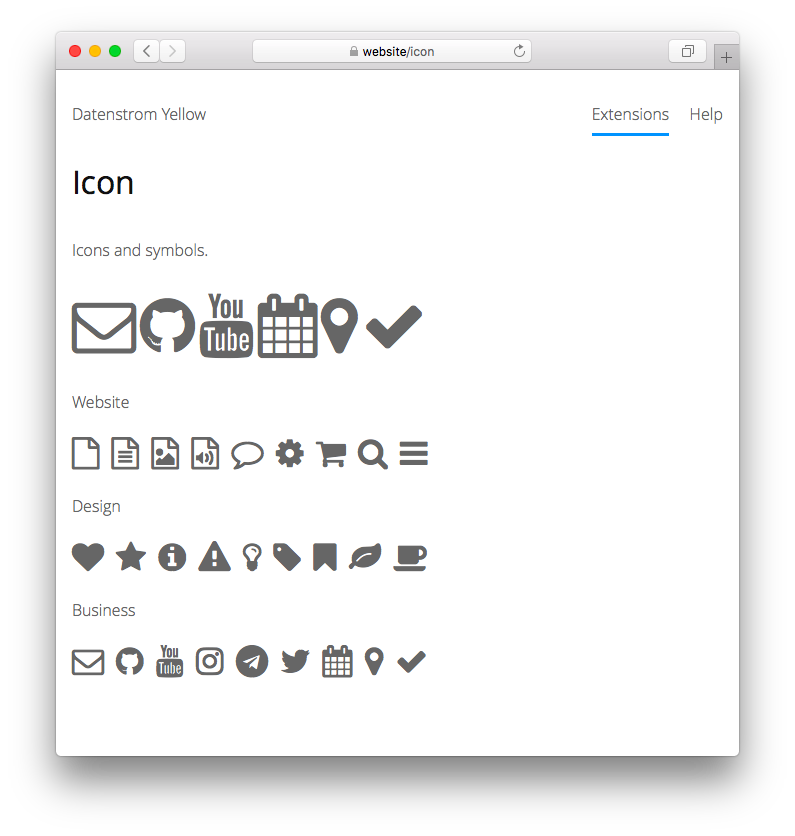 website/icon
Datenstrom Yellow
Extensions Help
Icon
Icons and symbols.
You
Tube
Website
Design
Business
You
Tube